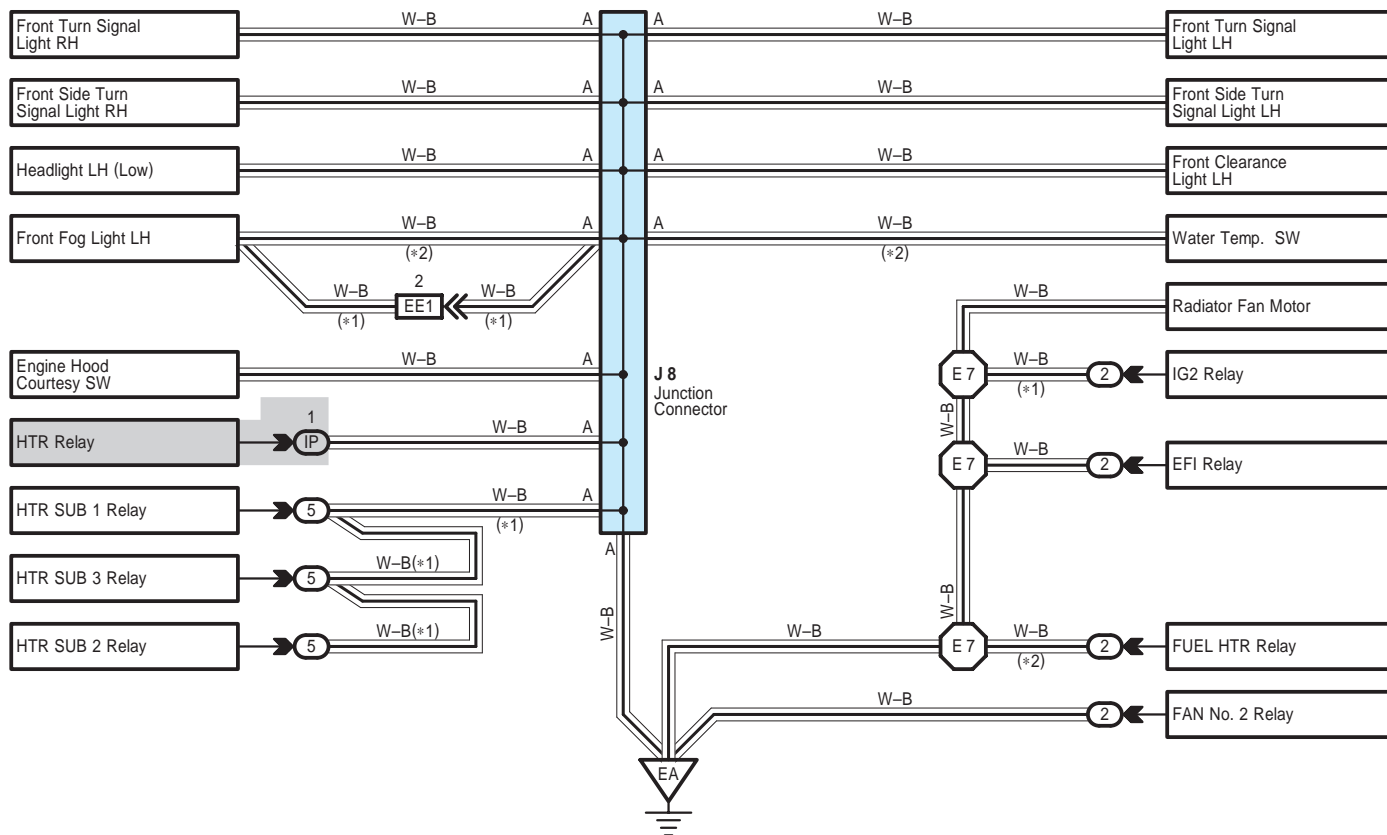 W–B A A W–B
Front Turn Signal
Light RH
Front Turn Signal
Light LH
W–B A A W–B
Front Side Turn
Signal Light RH
Front Side Turn
Signal Light LH
W–B A A W–B
Headlight LH (Low)
Front Clearance
Light LH
W–B A A W–B
Front Fog Light LH
Water Temp. SW
(*2) (*2)
2
W–B EE1 W–B
(*1) (*1)
W–B
Radiator Fan Motor
W–B A
Engine Hood
Courtesy SW
J 8
Junction
Connector
E 7 W–B 2 IG2 Relay
(*1)
1
HTR Relay IP W–B A
W–B
E 7 W–B 2 EFI Relay
HTR SUB 1 Relay 5 W–B A
(*1)
A
HTR SUB 3 Relay 5 W–B(*1)
W–B
W–B
HTR SUB 2 Relay 5 W–B(*1)
W–B E 7 W–B 2 FUEL HTR Relay
(*2)
W–B 2 FAN No. 2 Relay
EA